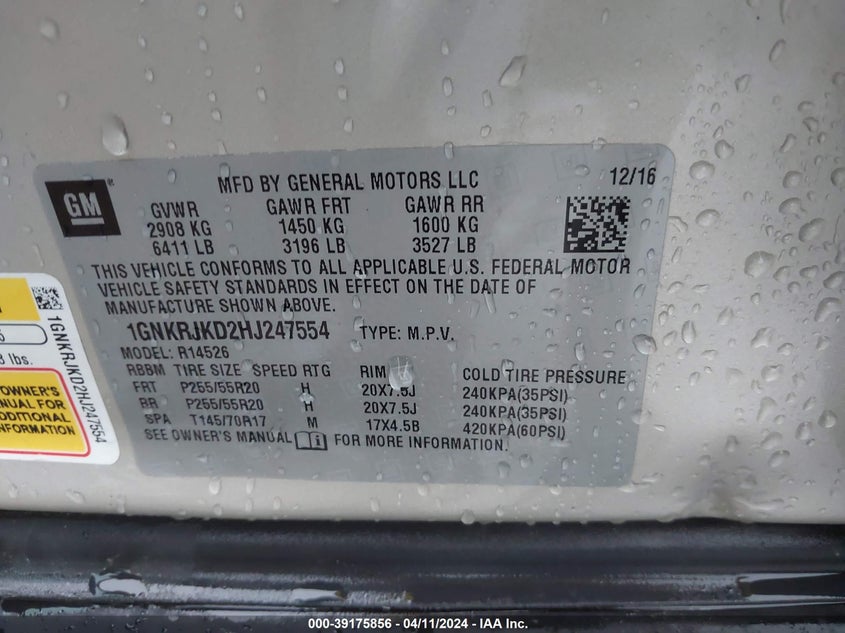 GM
MFD BY GENERAL MOTORS LLC 12/16
GVWR GAWR FRT GAWR RR
2908 KG 1450 KG 1600 KG
6411 LB 3196 LB 3527 LB
THIS VEHICLE CONFORMS TO ALL APPLICABLE U.S. FEDERAL MOTOR
VEHICLE SAFETY STANDARDS IN EFFECT ON THE DATE OF
MANUFACTURE SHOWN ABOVE.
1GNKRJKD2HJ247554 TYPE: M.P.V.
MODEL: R14526
RBBM TIRE SIZE SPEED RTG RIM COLD TIRE PRESSURE
FRT P255/55R20 H 20X7.5J 240KPA(35PSI)
RR P255/55R20 H 20X7.5J 240KPA(35PSI)
SPA T145/70R17 M 17X4.5B 420KPA(60PSI)
SEE OWNER'S MANUAL FOR MORE INFORMATION.
1GNKRJKD2HJ247554
lbs.
OWNER'S
MANUAL FOR
ADDITIONAL
INFORMATION
000-39175856 - 04/11/2024 - IAA Inc.